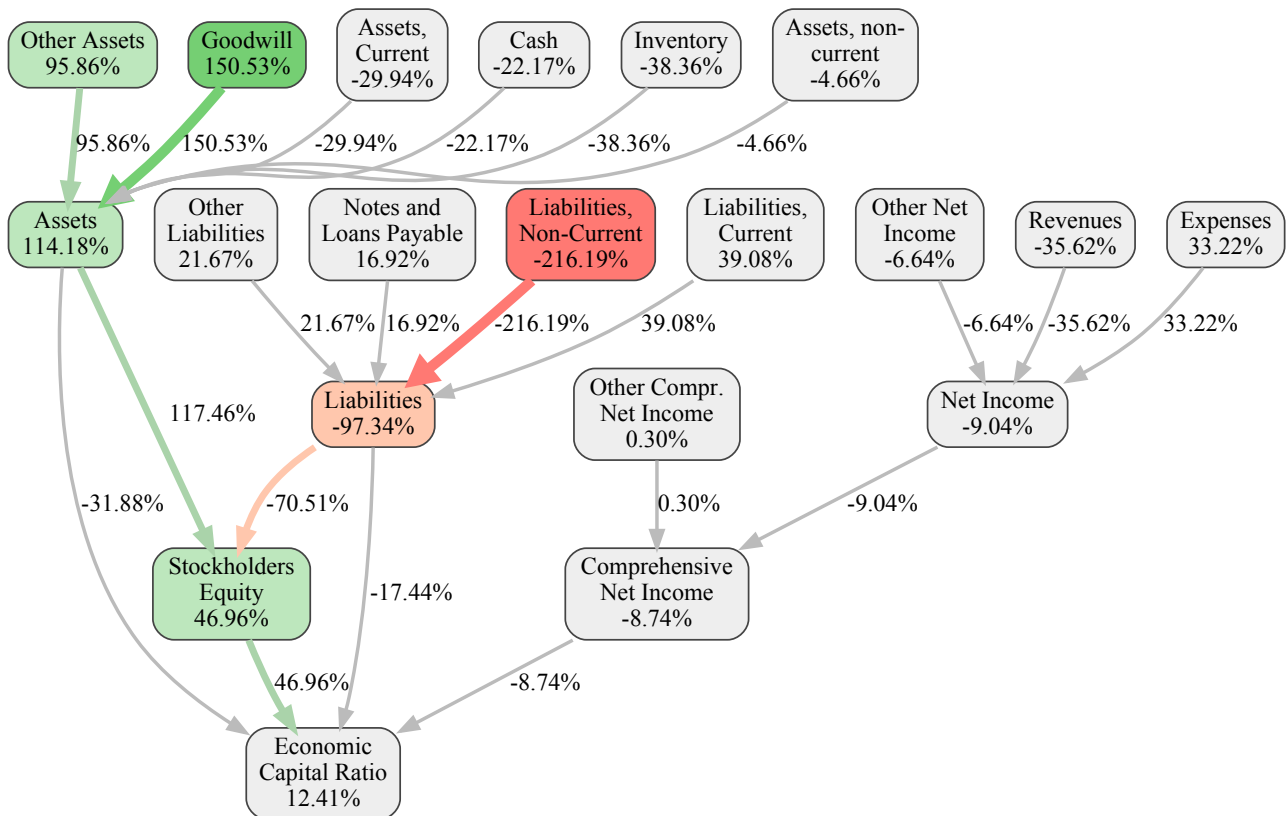 Other Assets
95.86%
Goodwill
150.53%
Assets,
Current
-29.94%
Cash
-22.17%
Inventory
-38.36%
Assets, non-
current
-4.66%
95.86%
150.53%
-29.94%
-22.17%
-38.36%
-4.66%
Assets
114.18%
Other
Liabilities
21.67%
Notes and
Loans Payable
16.92%
Liabilities,
Non-Current
-216.19%
Liabilities,
Current
39.08%
Other Net
Income
-6.64%
Revenues
-35.62%
Expenses
33.22%
21.67%
16.92%
-216.19%
39.08%
-6.64%
-35.62%
33.22%
117.46%
Liabilities
-97.34%
Other Compr.
Net Income
0.30%
Net Income
-9.04%
-31.88%
-70.51%
0.30%
-9.04%
Stockholders
Equity
46.96%
-17.44%
Comprehensive
Net Income
-8.74%
46.96%
-8.74%
Economic
Capital Ratio
12.41%